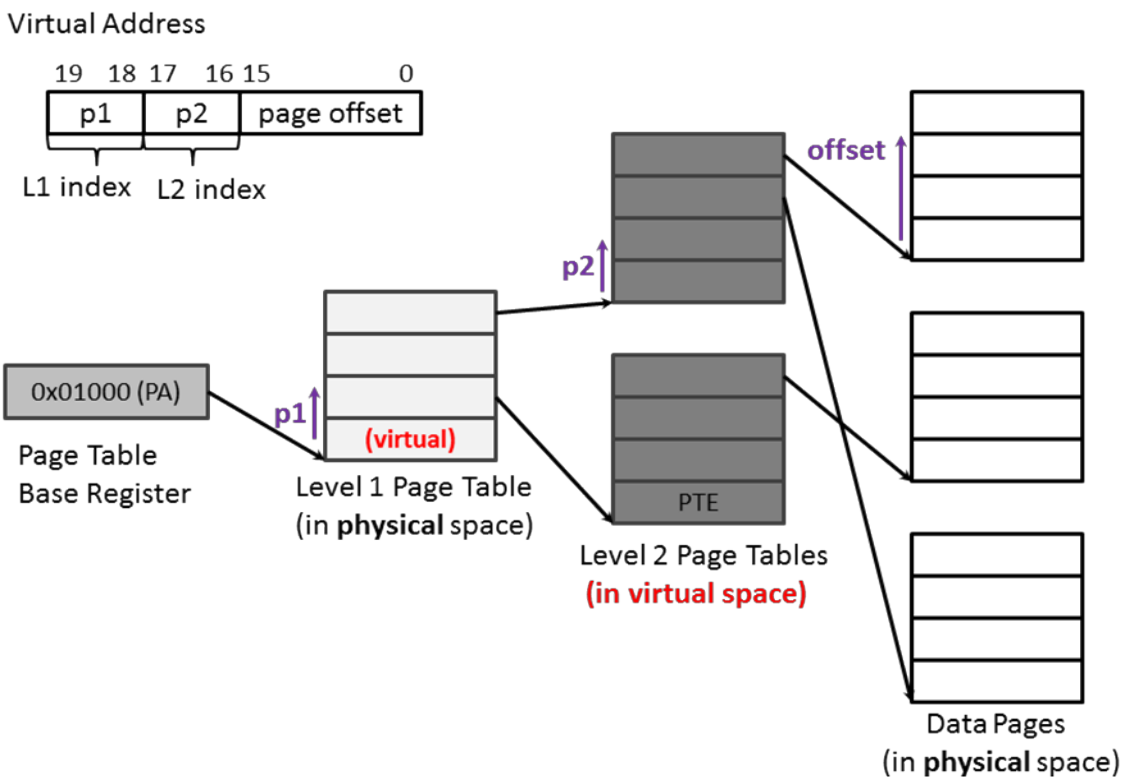 Virtual Address
19 18 17 16 15 0
p1 p2 page offset
L1 index L2 index
offset
p2
0x01000 (PA)
p1
(virtual)
Page Table
Base Register
Level 1 Page Table
(in physical space)
PTE
Level 2 Page Tables
(in virtual space)
Data Pages
(in physical space)